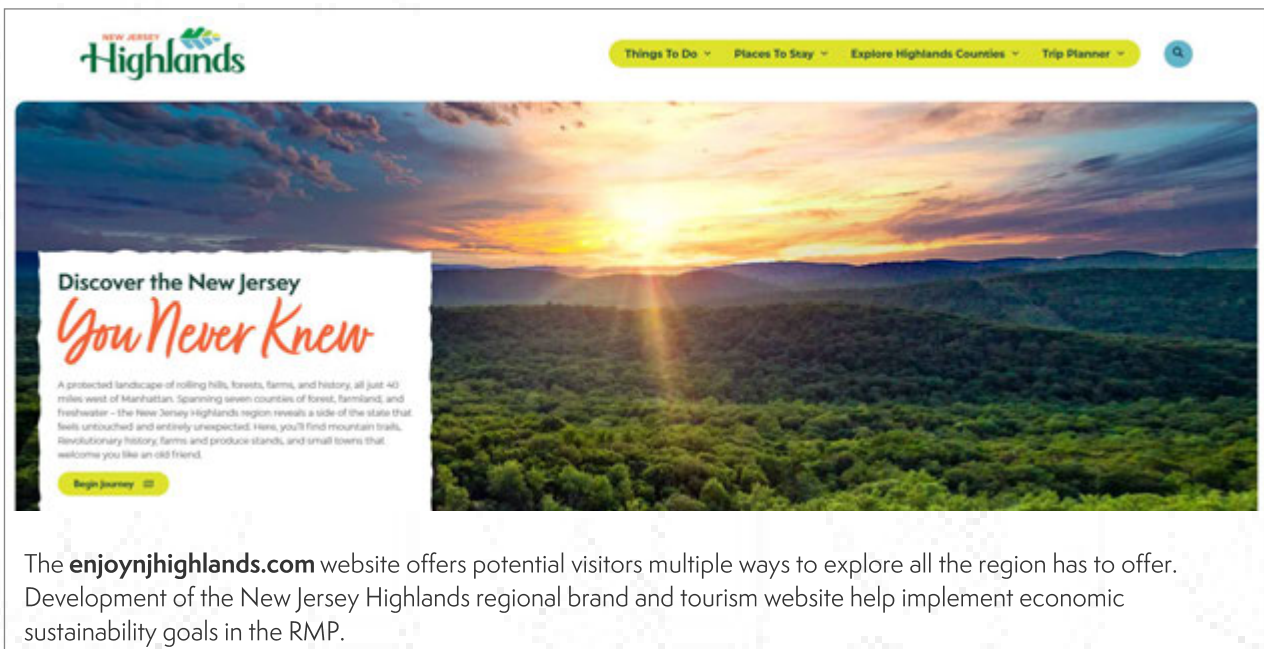 NEW JERSEY
Highlands
Things To Do
Places To Stay
Explore Highlands Counties
Trip Planner
Discover the New Jersey
You Never Knew
A protected landscape of rolling hills, forests, farms, and history, all just 40
miles west of Manhattan. Spanning seven counties of forest, farmland, and
freshwater – the New Jersey Highlands region reveals a side of the state that
feels untouched and entirely unexpected. Here, you'll find mountain trails,
Revolutionary history, farms and produce stands, and small towns that
welcome you like an old friend.
Begin Journey
The enjoynjhighlands.com website offers potential visitors multiple ways to explore all the region has to offer.
Development of the New Jersey Highlands regional brand and tourism website help implement economic
sustainability goals in the RMP.